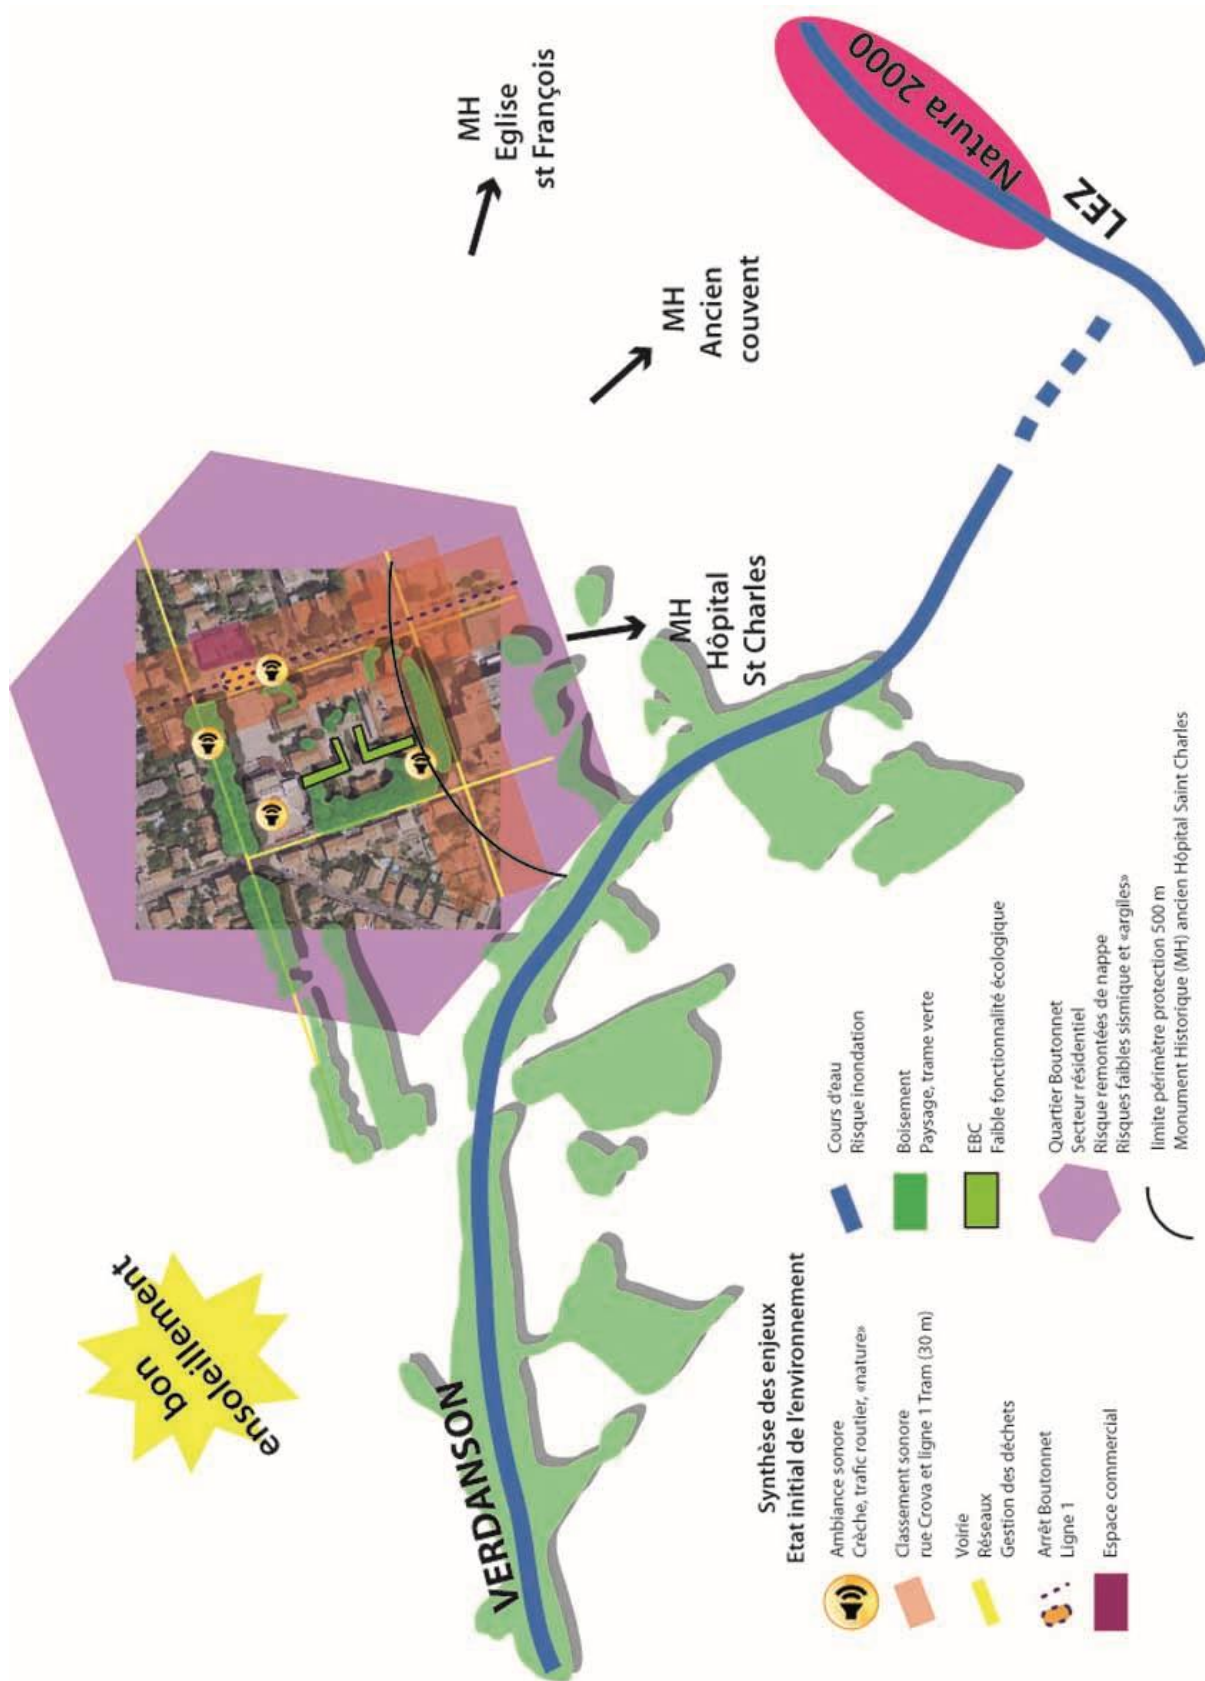 bon
ensoleillement
VERDANSON
MH
Eglise
st François
MH
Ancien
couvent
MH
Hôpital
St Charles
Natura 2000
LEZ
Synthèse des enjeux
Etat initial de l'environnement
Ambiance sonore
Crèche, trafic routier, «nature»
Classement sonore
rue Crova et ligne 1 Tram (30 m)
Voirie
Réseaux
Gestion des déchets
Arrêt Boutonnet
Ligne 1
Espace commercial
Cours d'eau
Risque inondation
Boisement
Paysage, trame verte
EBC
Faible fonctionnalité écologique
Quartier Boutonnet
Secteur résidentiel
Risque remontées de nappe
Risques faibles sismique et «argiles»
limite périmètre protection 500 m
Monument Historique (MH) ancien Hôpital Saint Charles